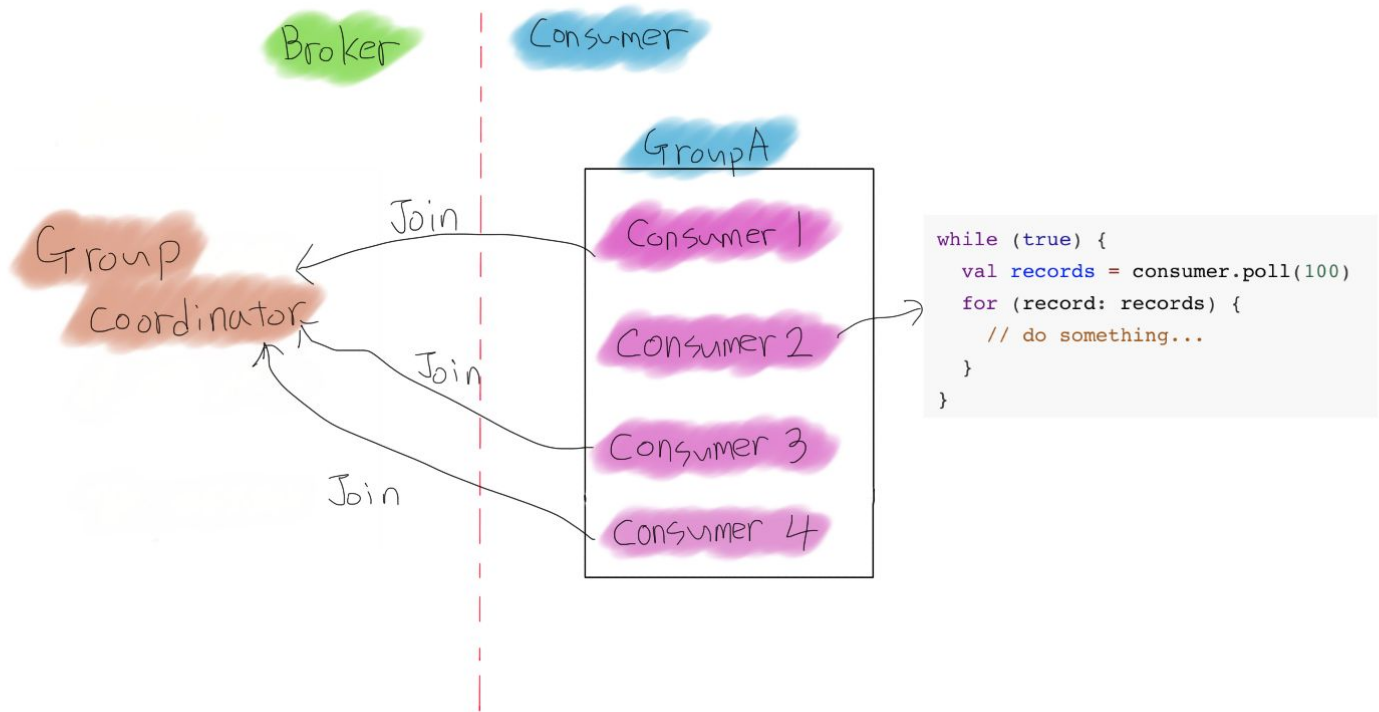 Broker
Consumer
GroupA
Join
Consumer 1
Group
coordinator
Consumer 2
Join
Consumer 3
Join
Consumer 4
while (true) {
  val records = consumer.poll(100)
  for (record: records) {
    // do something...
  }
}